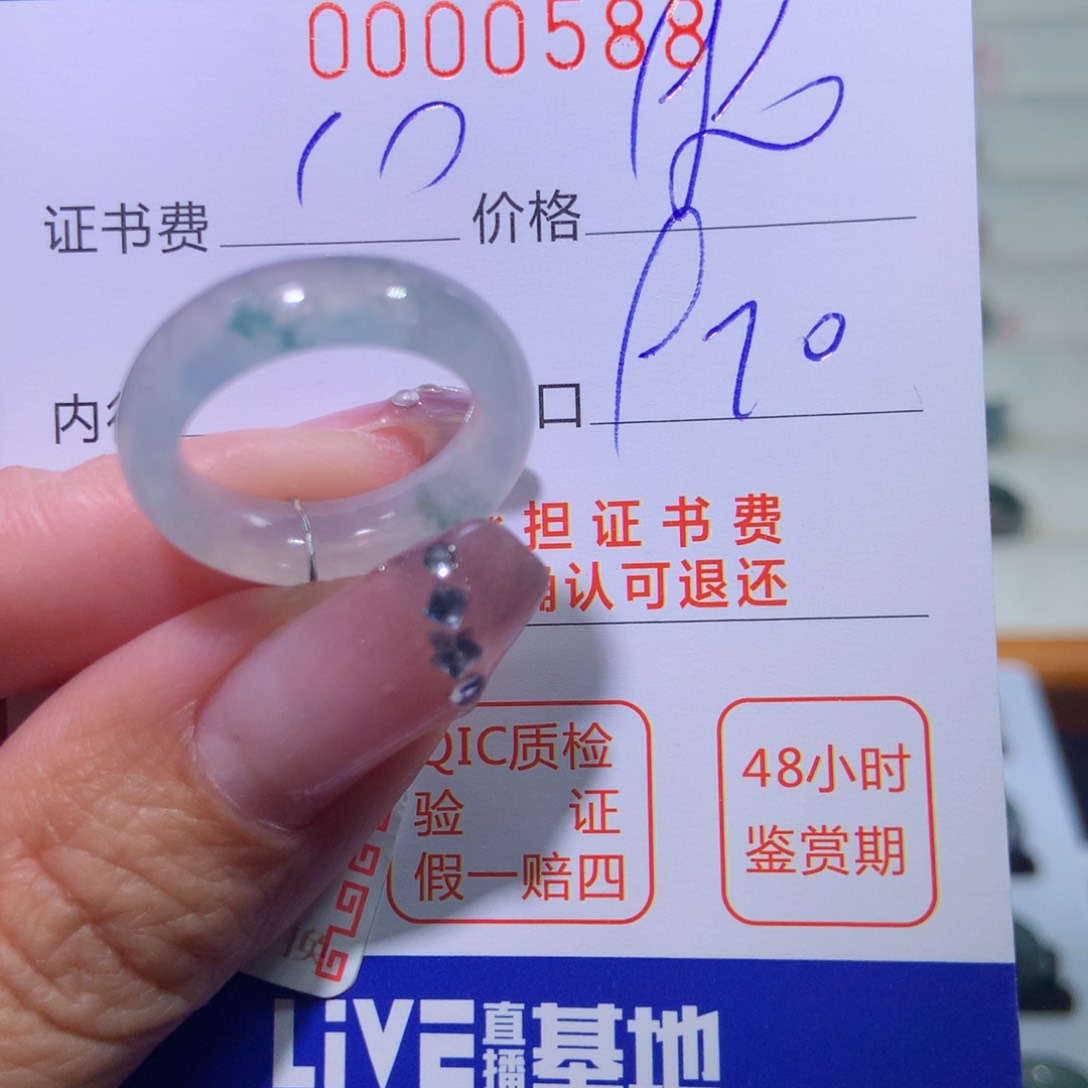 0000588
证书费 10 价格
内 口 P70
担证书费
确认可退还
QIC质检
验证
假一赔四
48小时
鉴赏期
LiVE直播基地